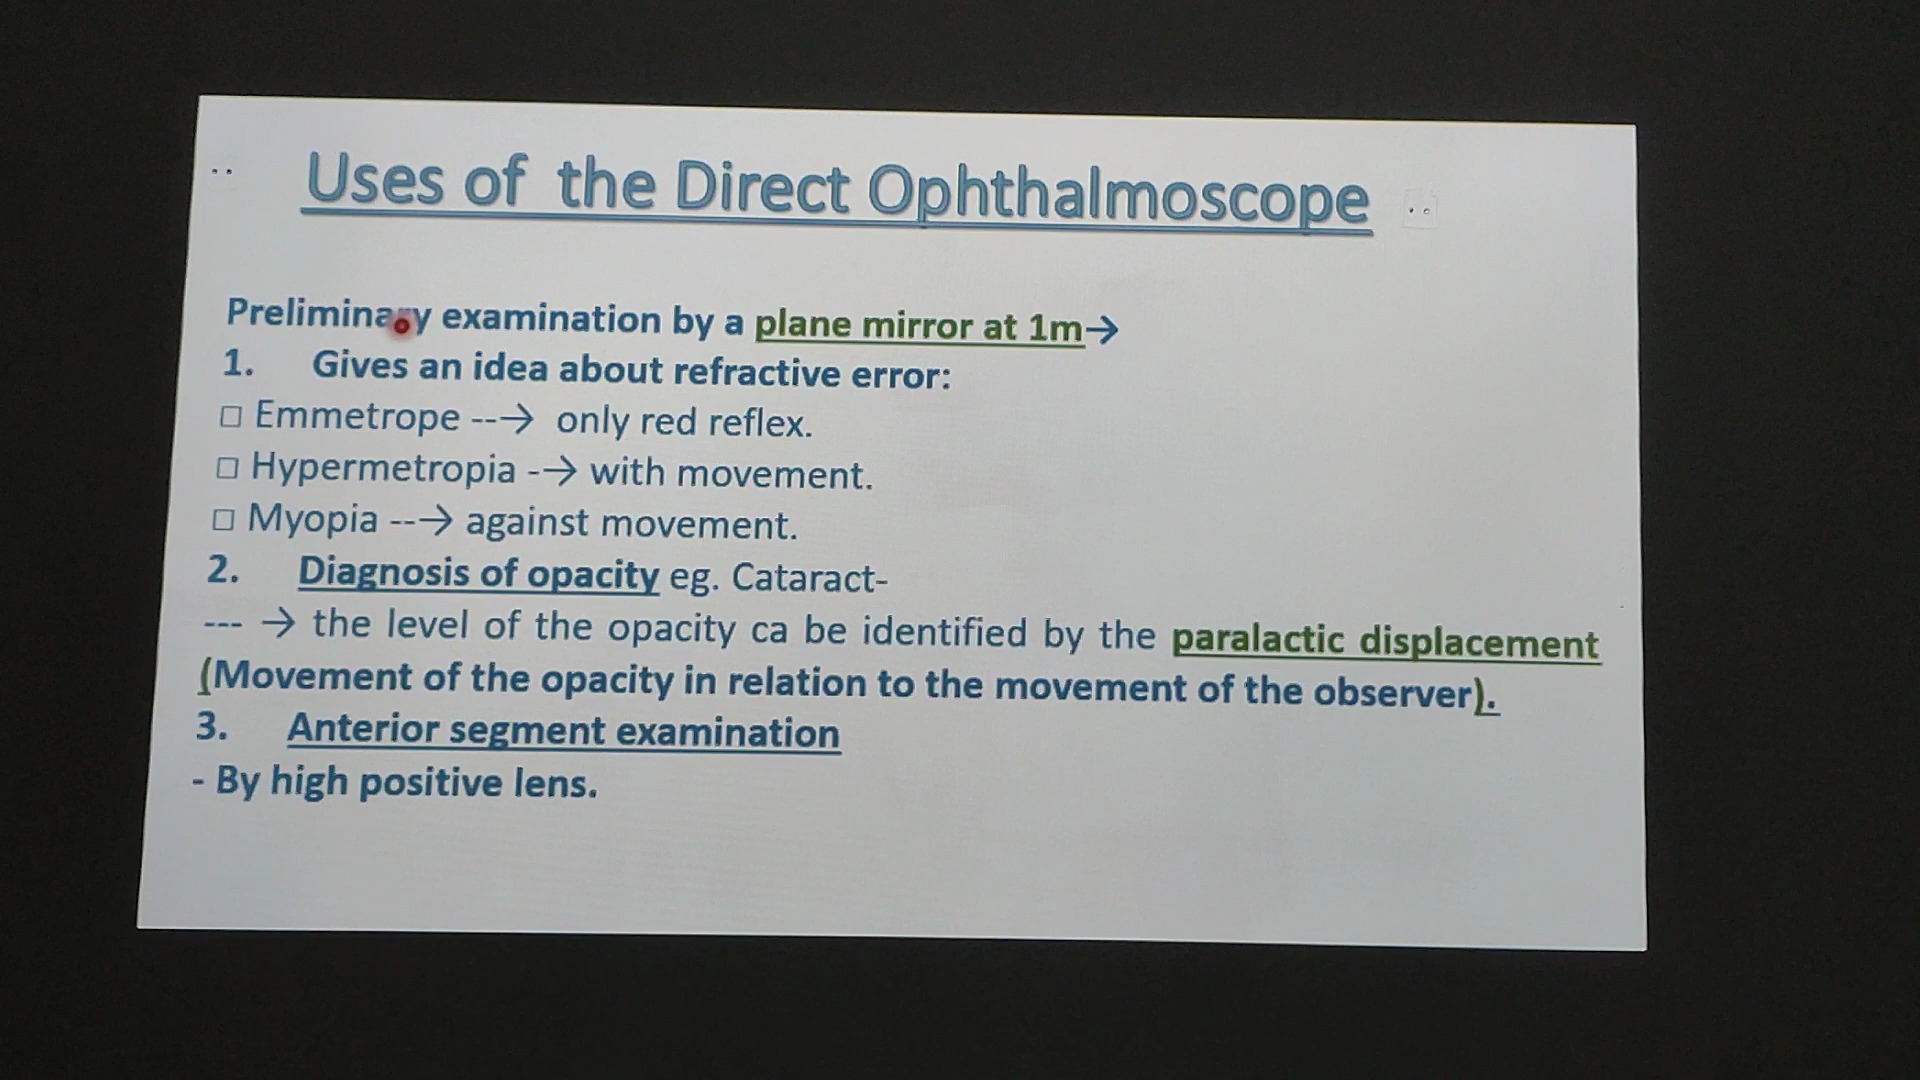 Uses of the Direct Ophthalmoscope
Preliminary examination by a plane mirror at 1m→
1. Gives an idea about refractive error:
□ Emmetrope --→ only red reflex.
□ Hypermetropia -→ with movement.
□ Myopia --→ against movement.
2. Diagnosis of opacity eg. Cataract-
--- → the level of the opacity ca be identified by the paralactic displacement
(Movement of the opacity in relation to the movement of the observer).
3. Anterior segment examination
- By high positive lens.